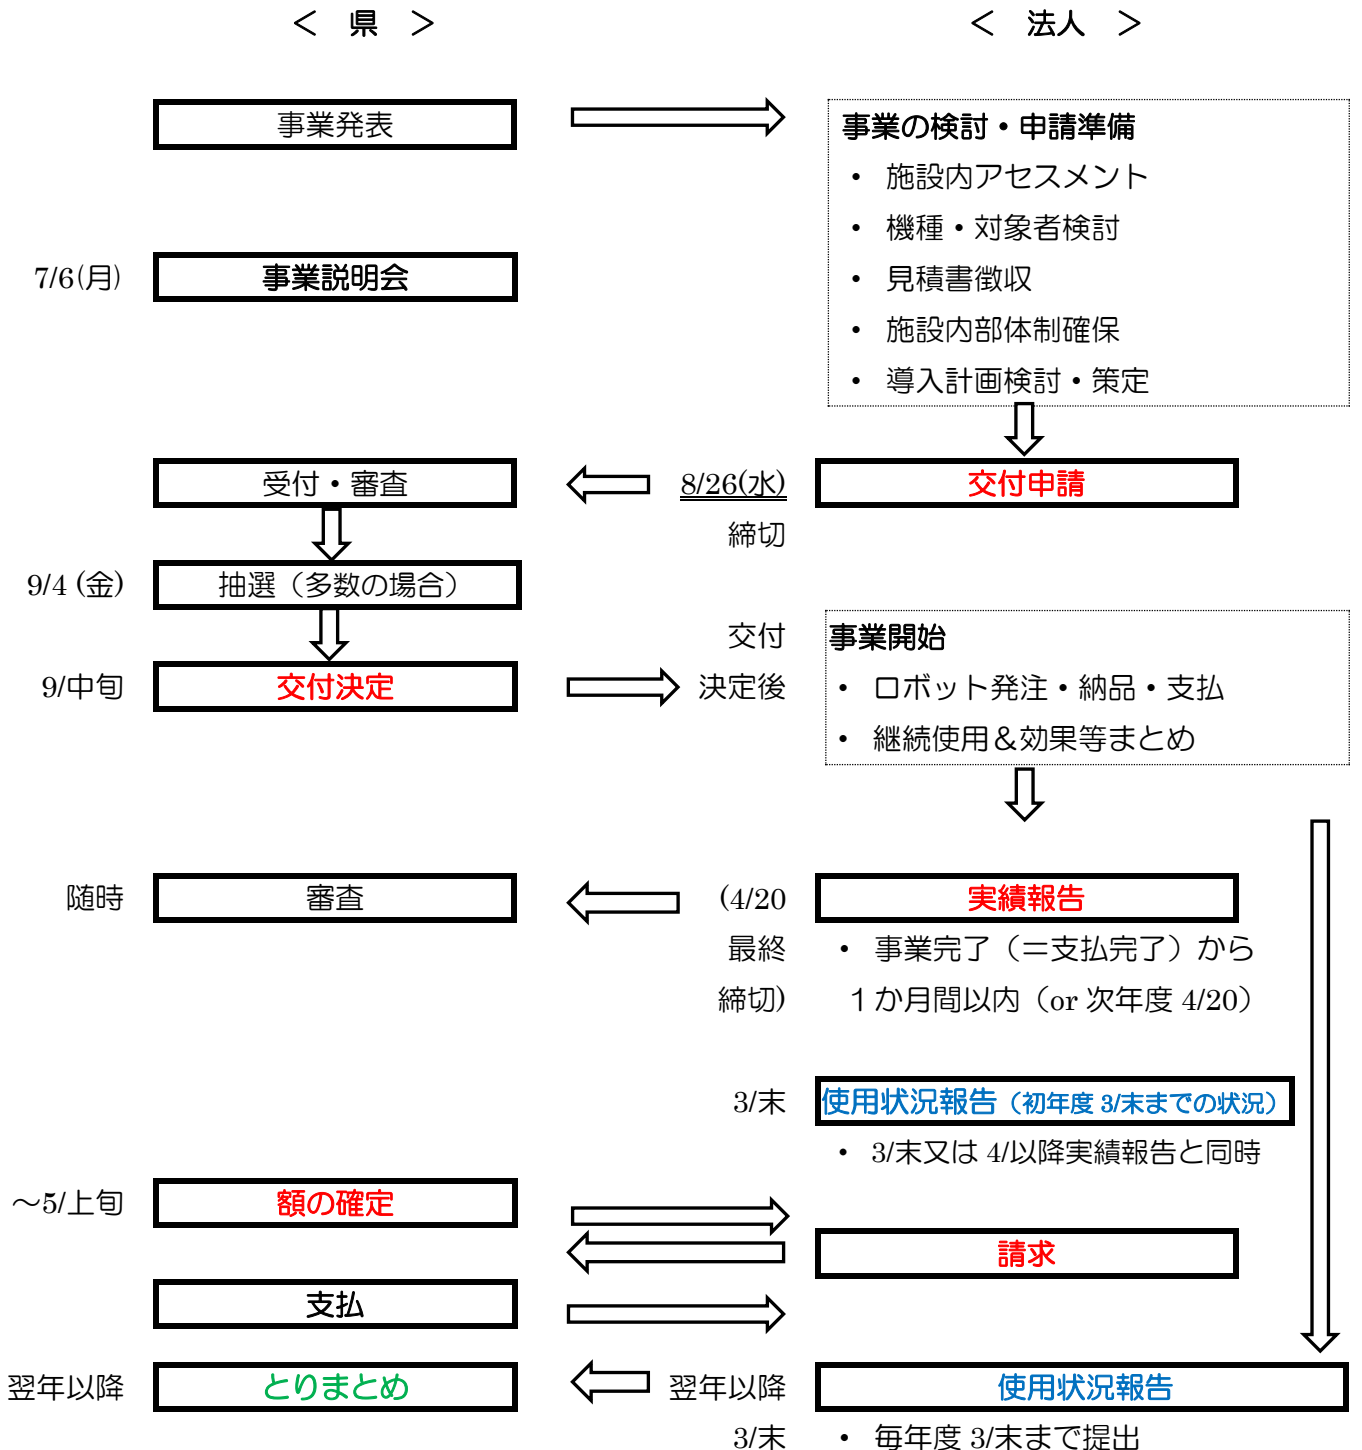 ＜　県　＞　　＜　法人　＞
事業発表
事業の検討・申請準備
・ 施設内アセスメント
・ 機種・対象者検討
7/6(月) 事業説明会
・ 見積書徴収
・ 施設内部体制確保
・ 導入計画検討・策定
受付・審査 8/26(水) 交付申請
締切
9/4 (金) 抽選（多数の場合）
交付 事業開始
9/中旬 交付決定 決定後 ・ ロボット発注・納品・支払
・ 継続使用＆効果等まとめ
随時 審査 (4/20 実績報告
最終 ・ 事業完了（＝支払完了）から
締切) １か月間以内（or 次年度 4/20）
3/末 使用状況報告（初年度 3/末までの状況）
・ 3/末又は 4/以降実績報告と同時
～5/上旬 額の確定
請求
支払
翌年以降 とりまとめ 翌年以降 使用状況報告
3/末 ・ 毎年度 3/末まで提出